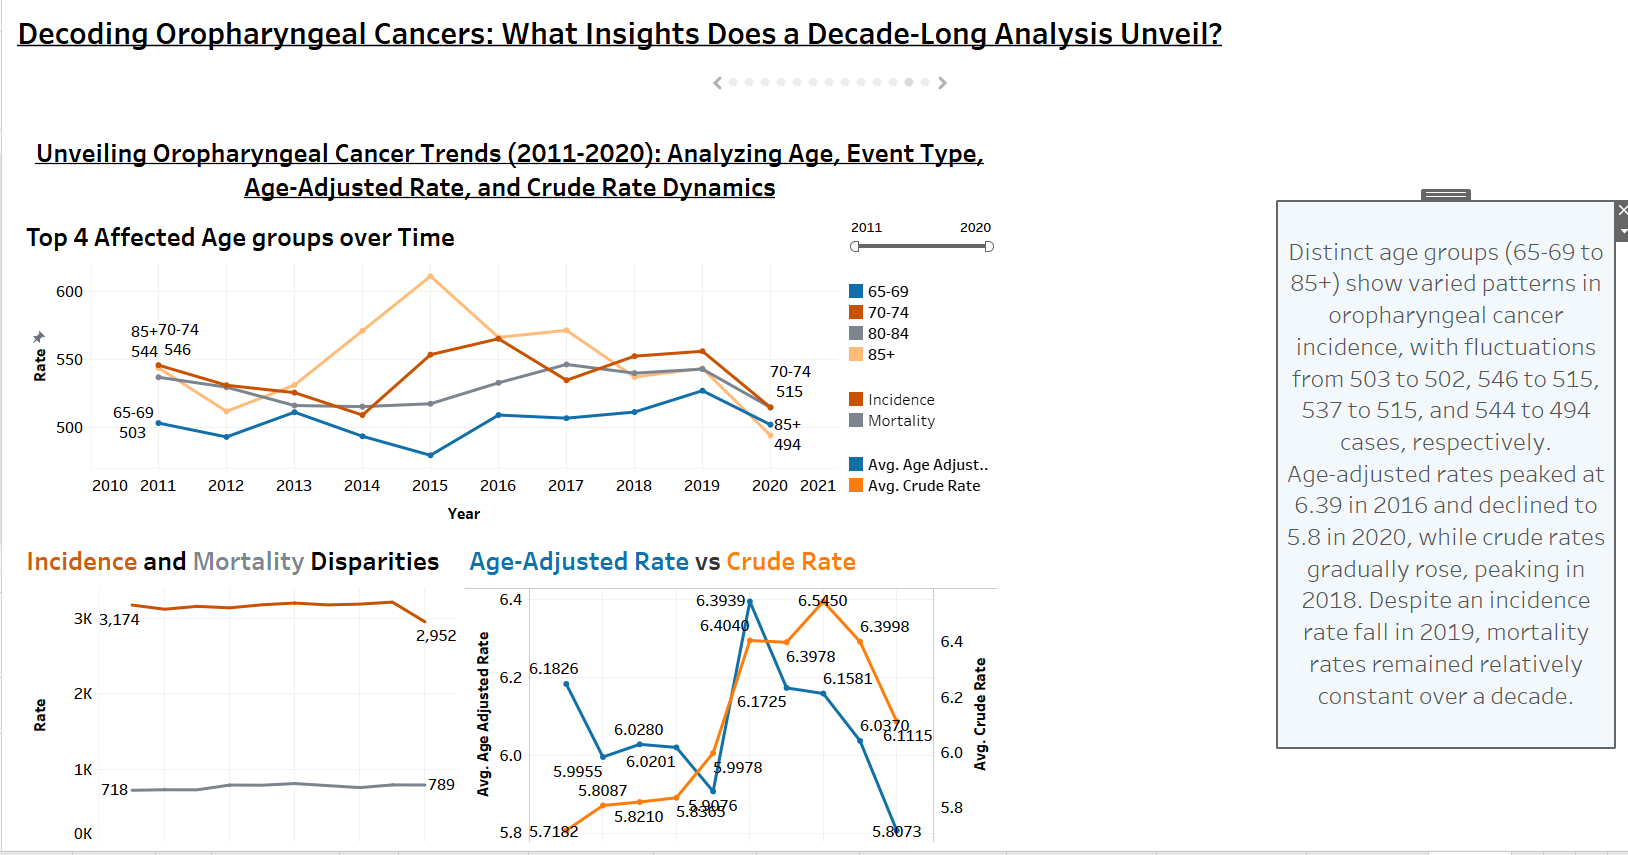 Decoding Oropharyngeal Cancers: What Insights Does a Decade-Long Analysis Unveil?
Unveiling Oropharyngeal Cancer Trends (2011-2020): Analyzing Age, Event Type,
Age-Adjusted Rate, and Crude Rate Dynamics
Top 4 Affected Age groups over Time
2011 2020
600
550
500
Rate
85+ 70-74
544 546
65-69
503
70-74
515
85+
494
2010 2011 2012 2013 2014 2015 2016 2017 2018 2019 2020 2021
Year
65-69
70-74
80-84
85+
Incidence
Mortality
Avg. Age Adjust..
Avg. Crude Rate
Incidence and Mortality Disparities
3K
2K
1K
0K
Rate
3,174
2,952
718
789
Age-Adjusted Rate vs Crude Rate
6.4
6.2
6.0
5.8
Avg. Age Adjusted Rate
6.1826
5.9955
6.0280
6.0201
5.9076
6.3939
6.1725
6.1581
6.0370
5.8073
5.7182
5.8087
5.8210
5.8365
5.9978
6.4040
6.3978
6.5450
6.3998
6.1115
6.4
6.2
6.0
5.8
Avg. Crude Rate
Distinct age groups (65-69 to
85+) show varied patterns in
oropharyngeal cancer
incidence, with fluctuations
from 503 to 502, 546 to 515,
537 to 515, and 544 to 494
cases, respectively.
Age-adjusted rates peaked at
6.39 in 2016 and declined to
5.8 in 2020, while crude rates
gradually rose, peaking in
2018. Despite an incidence
rate fall in 2019, mortality
rates remained relatively
constant over a decade.